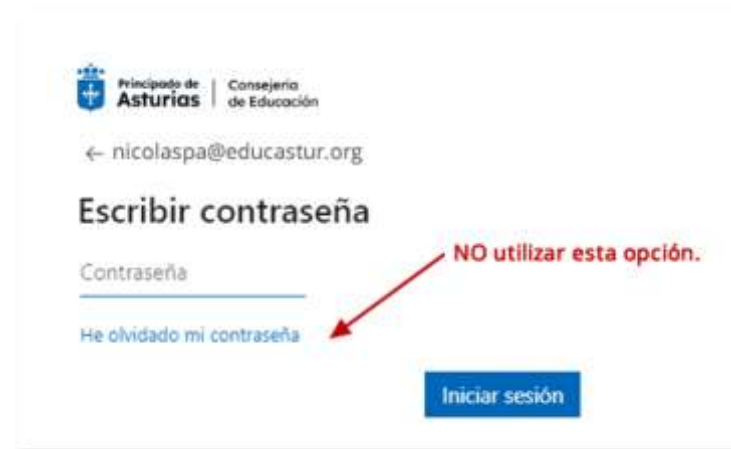 Principado de
Asturias
Consejería
de Educación
← nicolaspa@educastur.org
Escribir contraseña
NO utilizar esta opción.
Contraseña
He olvidado mi contraseña
Iniciar sesión